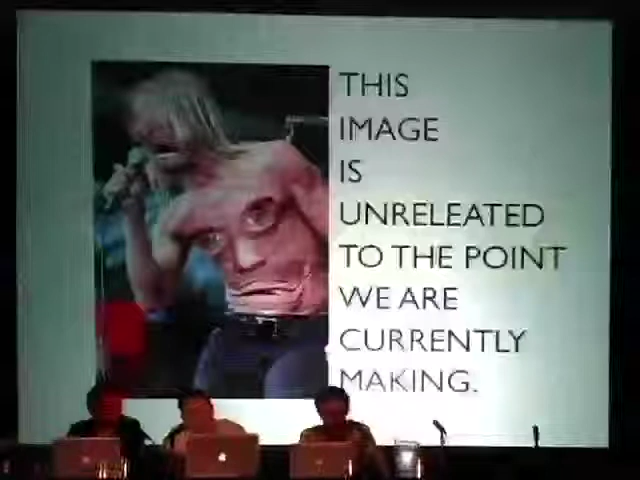 THIS
IMAGE
IS
UNRELEATED
TO THE POINT
WE ARE
CURRENTLY
MAKING.